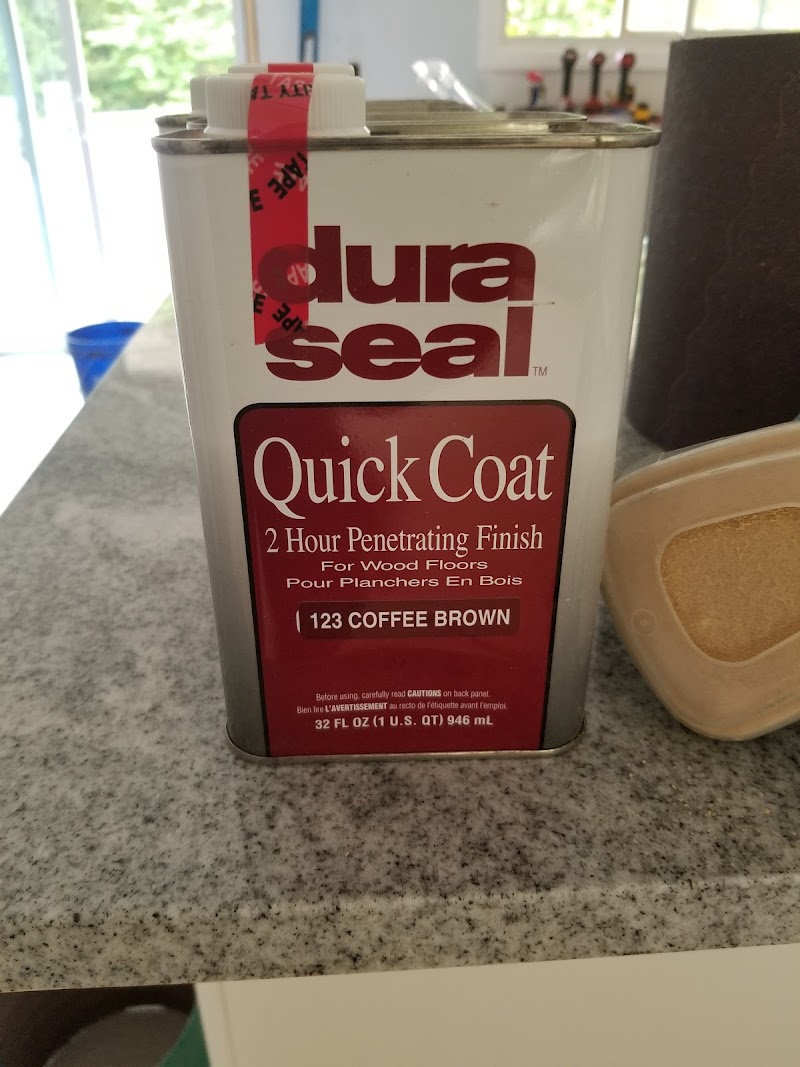 TAPE
dura
seal™
Quick Coat
2 Hour Penetrating Finish
For Wood Floors
Pour Planchers En Bois
123 COFFEE BROWN
Before using, carefully read CAUTIONS on back panel.
Bien lire L'AVERTISSEMENT au recto de l'étiquette avant l'emploi.
32 FL OZ (1 U.S. QT) 946 mL